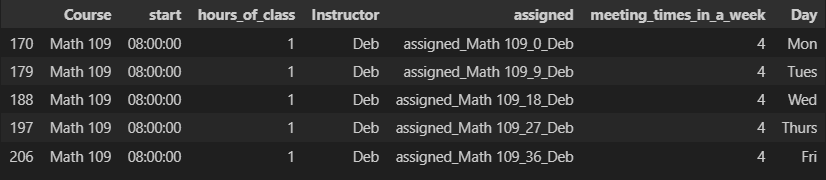 Course start hours_of_class Instructor assigned meeting_times_in_a_week Day
170 Math 109 08:00:00 1 Deb assigned_Math 109_0_Deb 4 Mon
179 Math 109 08:00:00 1 Deb assigned_Math 109_9_Deb 4 Tues
188 Math 109 08:00:00 1 Deb assigned_Math 109_18_Deb 4 Wed
197 Math 109 08:00:00 1 Deb assigned_Math 109_27_Deb 4 Thurs
206 Math 109 08:00:00 1 Deb assigned_Math 109_36_Deb 4 Fri